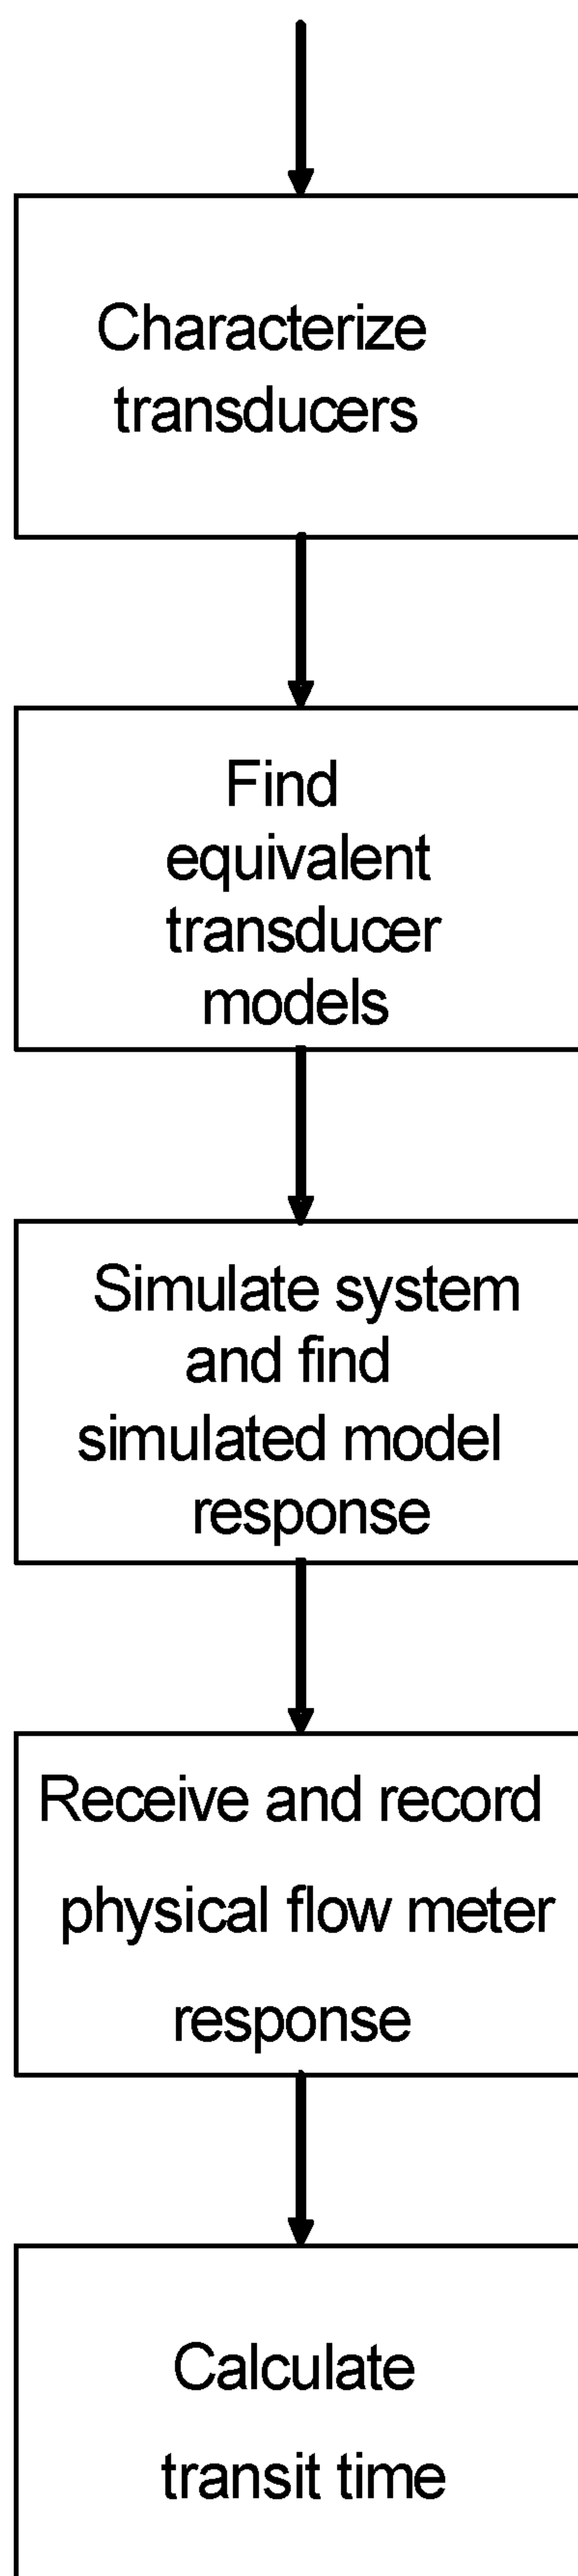 Characterize
transducers
Find
equivalent
transducer
models
Simulate system
and find
simulated model
response
Receive and record
physical flow meter
response
Calculate
transit time